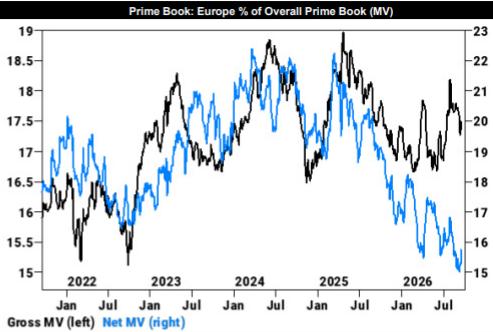 Prime Book: Europe % of Overall Prime Book (MV)
19 23
18.5 22
18 21
17.5 20
17 19
16.5 18
16 17
15.5 16
15 15
2022 2023 2024 2025 2026
Jan Jul Jan Jul Jan Jul Jan Jul Jan Jul
Gross MV (left) Net MV (right)